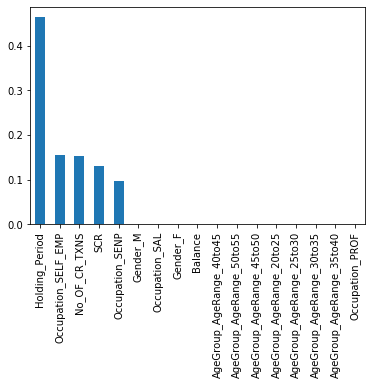 0.4
0.3
0.2
0.1
0.0
Holding_Period
Occupation_SELF_EMP
No_OF_CR_TXNS
SCR
Occupation_SENP
Gender_M
Occupation_SAL
Gender_F
Balance
AgeGroup_AgeRange_40to45
AgeGroup_AgeRange_50to55
AgeGroup_AgeRange_45to50
AgeGroup_AgeRange_20to25
AgeGroup_AgeRange_25to30
AgeGroup_AgeRange_30to35
AgeGroup_AgeRange_35to40
Occupation_PROF